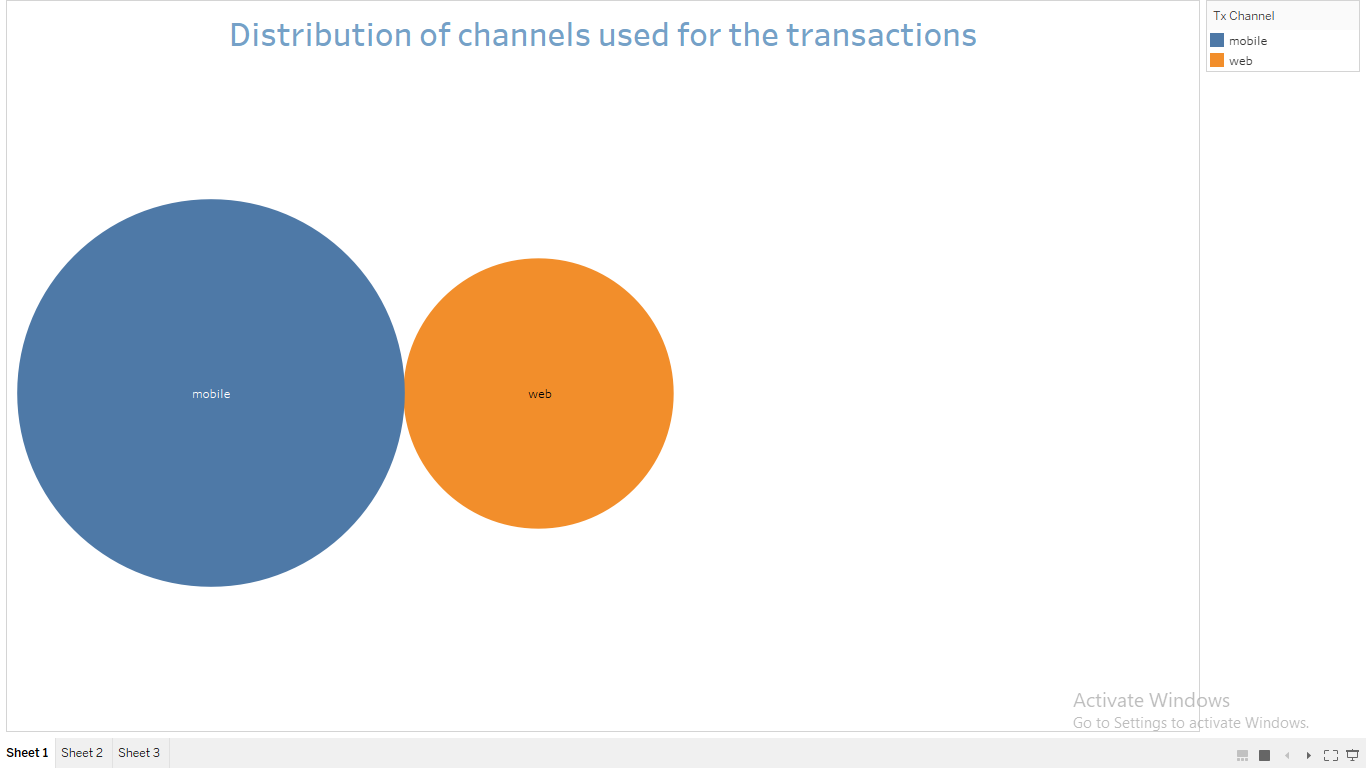 Distribution of channels used for the transactions
Tx Channel
mobile
web
mobile
web
Activate Windows
Go to Settings to activate Windows.
Sheet 1
Sheet 2
Sheet 3